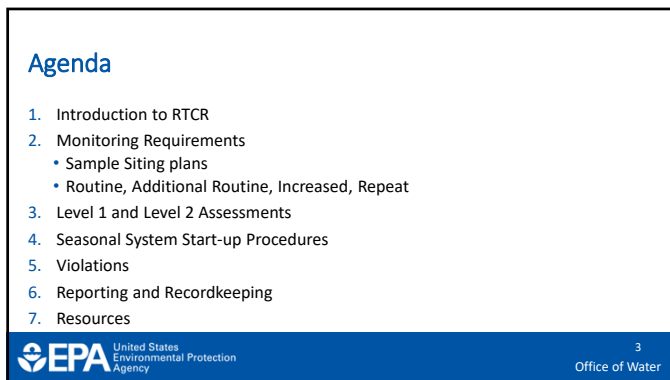 Agenda
1. Introduction to RTCR
2. Monitoring Requirements
• Sample Siting plans
• Routine, Additional Routine, Increased, Repeat
3. Level 1 and Level 2 Assessments
4. Seasonal System Start-up Procedures
5. Violations
6. Reporting and Recordkeeping
7. Resources
EPA
United States
Environmental Protection
Agency
3
Office of Water